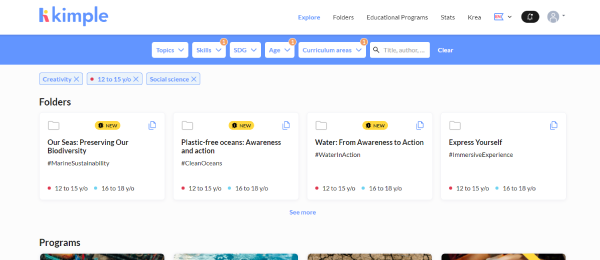 kimple
Explore Folders Educational Programs Stats Krea
Topics Skills SDG Age Curriculum areas Title, author, ... Clear
Creativity 12 to 15 y/o Social science
Folders
NEW NEW NEW
Our Seas: Preserving Our Biodiversity
#MarineSustainability
12 to 15 y/o 16 to 18 y/o
Plastic-free oceans: Awareness and action
#CleanOceans
12 to 15 y/o 16 to 18 y/o
Water: From Awareness to Action
#WaterInAction
12 to 15 y/o 16 to 18 y/o
Express Yourself
#ImmersiveExperience
12 to 15 y/o 16 to 18 y/o
See more
Programs